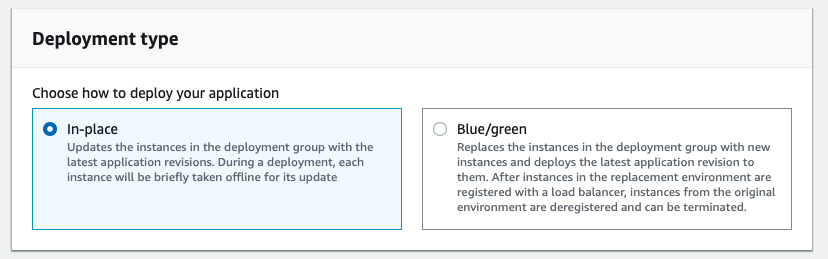 Deployment type
Choose how to deploy your application
In-place
Updates the instances in the deployment group with the
latest application revisions. During a deployment, each
instance will be briefly taken offline for its update
Blue/green
Replaces the instances in the deployment group with new
instances and deploys the latest application revision to
them. After instances in the replacement environment are
registered with a load balancer, instances from the original
environment are deregistered and can be terminated.